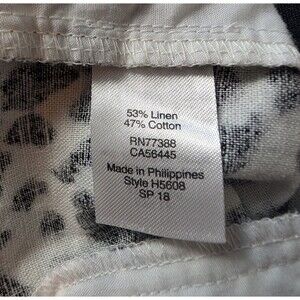 53% Linen
47% Cotton
RN77388
CA56445
Made in Philippines
Style H5608
SP 18